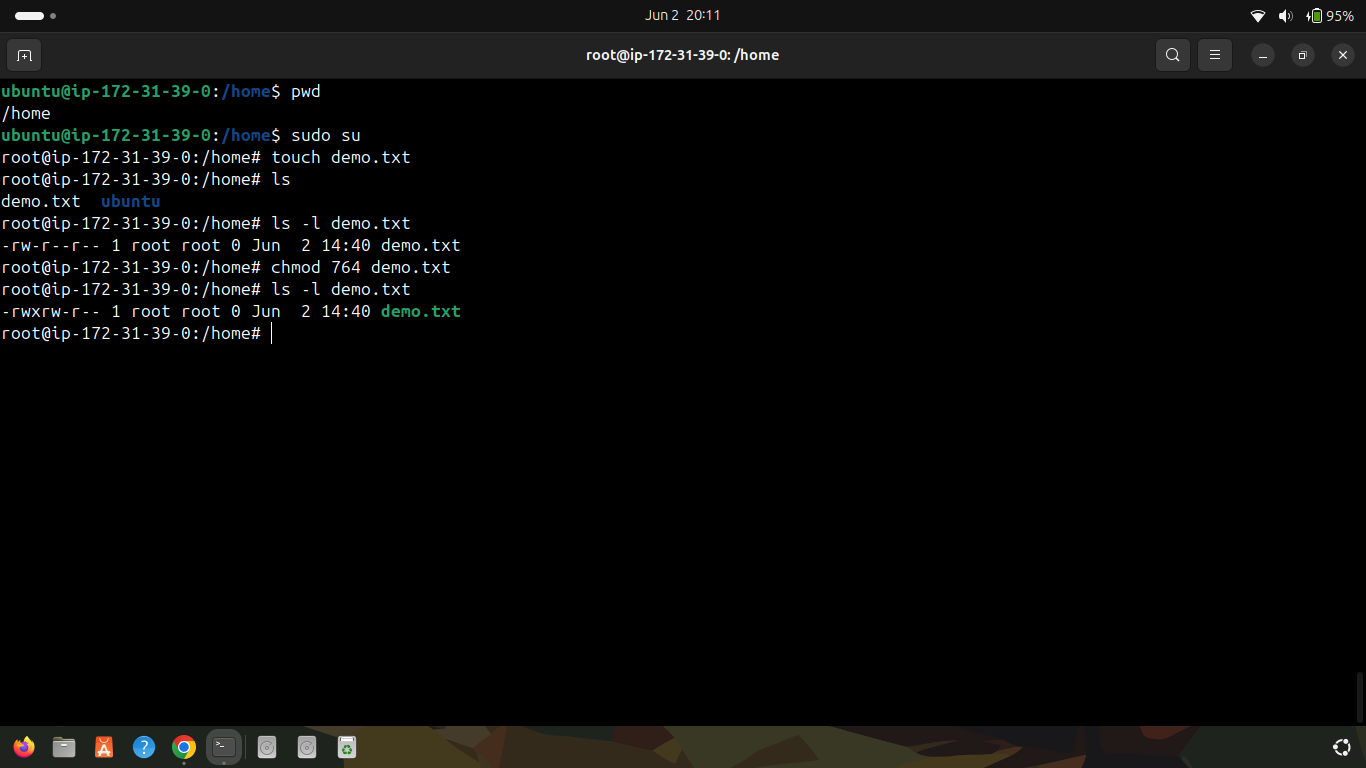 Jun 2  20:11
95%
root@ip-172-31-39-0: /home
ubuntu@ip-172-31-39-0:/home$ pwd
/home
ubuntu@ip-172-31-39-0:/home$ sudo su
root@ip-172-31-39-0:/home# touch demo.txt
root@ip-172-31-39-0:/home# ls
demo.txt  ubuntu
root@ip-172-31-39-0:/home# ls -l demo.txt
-rw-r--r-- 1 root root 0 Jun  2 14:40 demo.txt
root@ip-172-31-39-0:/home# chmod 764 demo.txt
root@ip-172-31-39-0:/home# ls -l demo.txt
-rwxrw-r-- 1 root root 0 Jun  2 14:40 demo.txt
root@ip-172-31-39-0:/home#